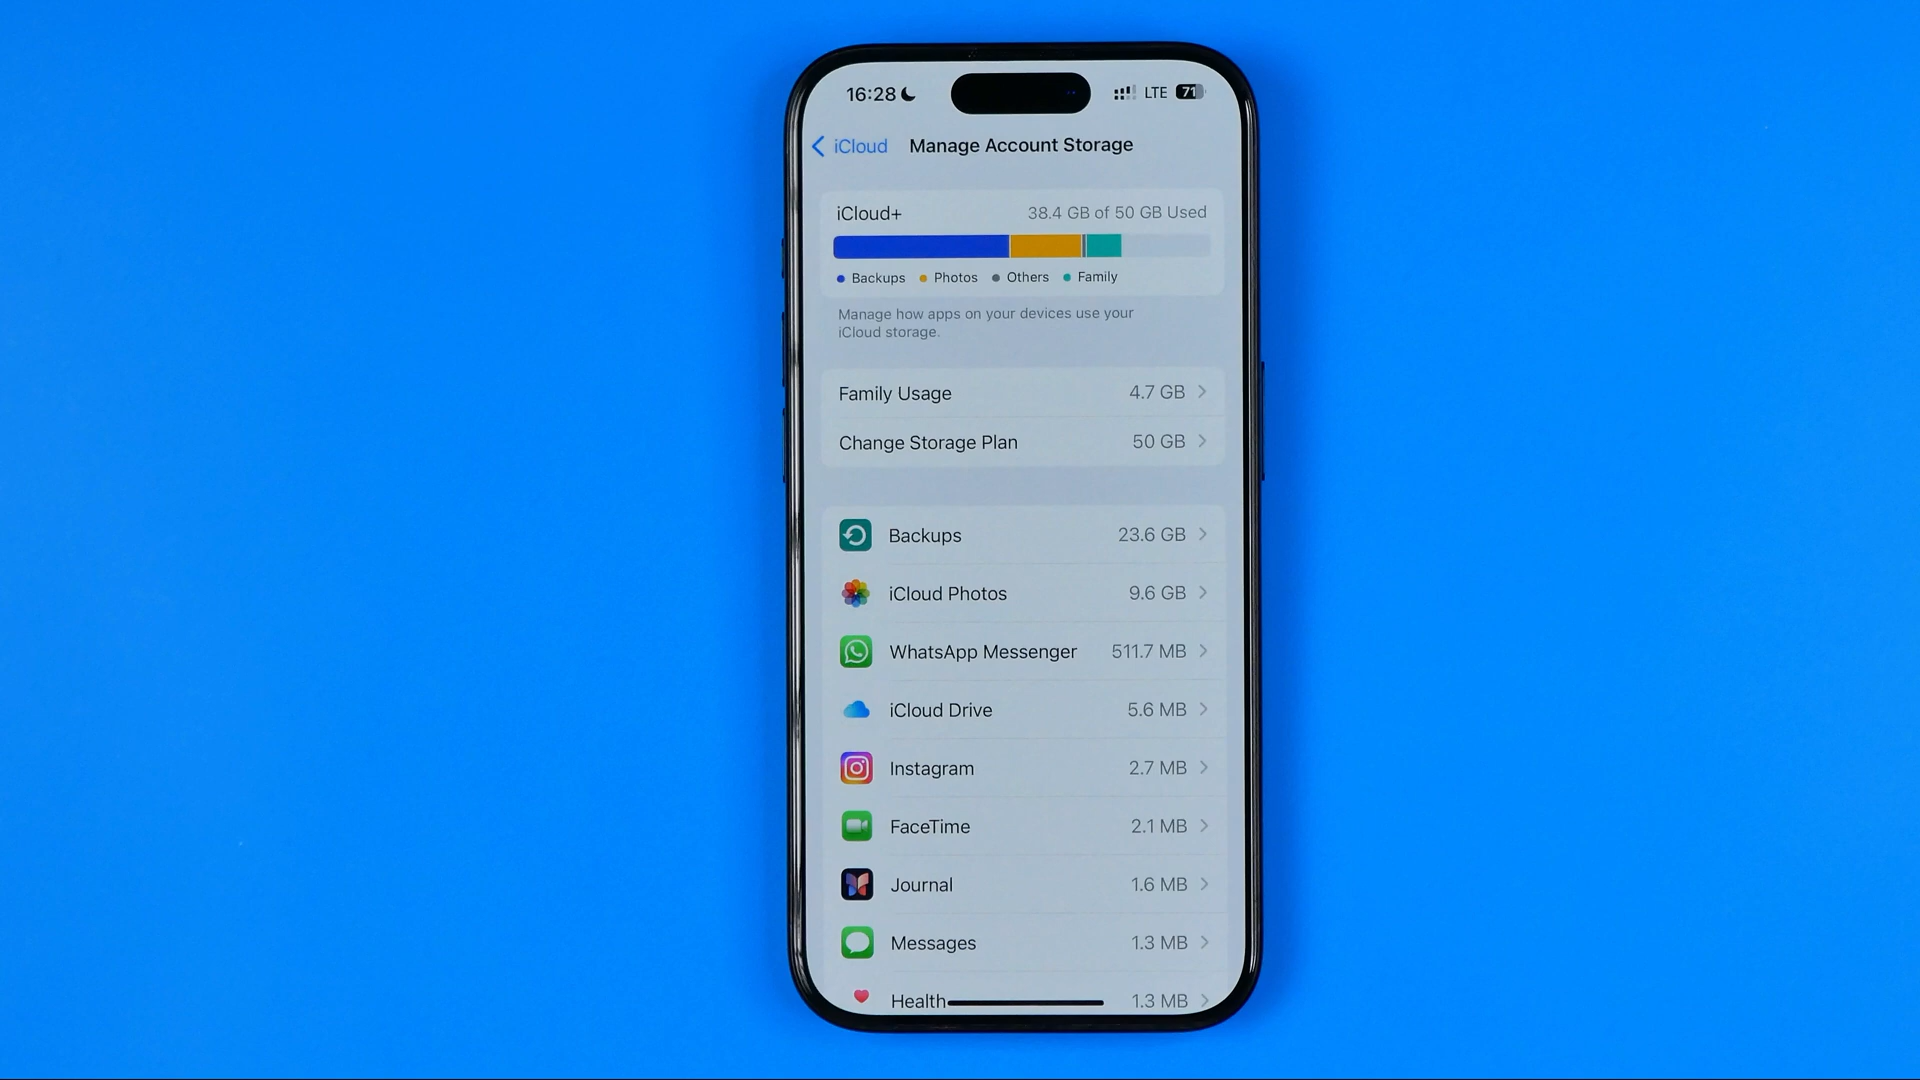 16:28 LTE 71
iCloud Manage Account Storage
iCloud+ 38.4 GB of 50 GB Used
Backups Photos Others Family
Manage how apps on your devices use your
iCloud storage.
Family Usage 4.7 GB
Change Storage Plan 50 GB
Backups 23.6 GB
iCloud Photos 9.6 GB
WhatsApp Messenger 511.7 MB
iCloud Drive 5.6 MB
Instagram 2.7 MB
FaceTime 2.1 MB
Journal 1.6 MB
Messages 1.3 MB
Health 1.3 MB